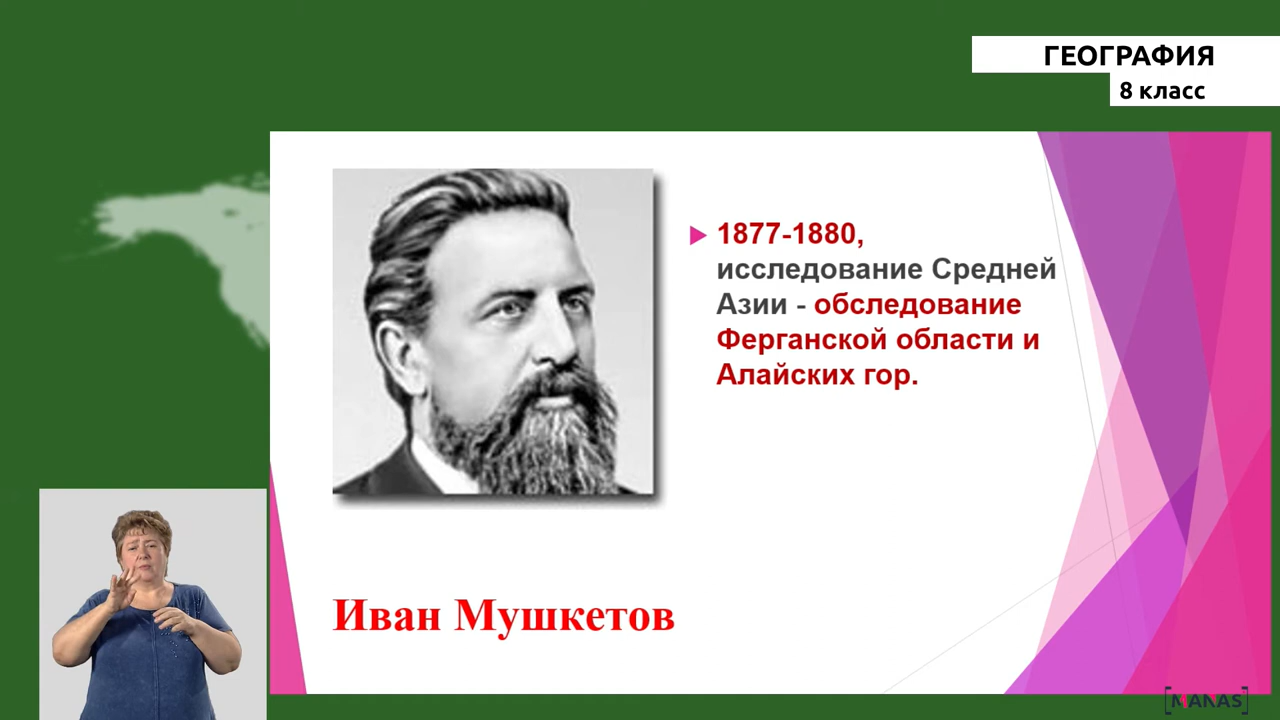 ГЕОГРАФИЯ
8 класс
1877-1880,
исследование Средней
Азии - обследование
Ферганской области и
Алайских гор.
Иван Мушкетов
[MANAS]